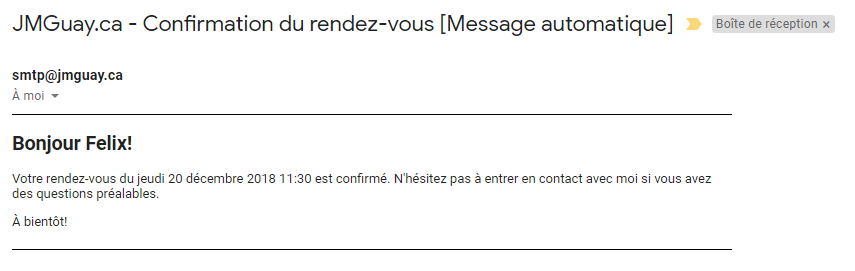 JMGuay.ca - Confirmation du rendez-vous [Message automatique] Boîte de réception ×
smtp@jmguay.ca
À moi
Bonjour Felix!
Votre rendez-vous du jeudi 20 décembre 2018 11:30 est confirmé. N'hésitez pas à entrer en contact avec moi si vous avez
des questions préalables.
À bientôt!